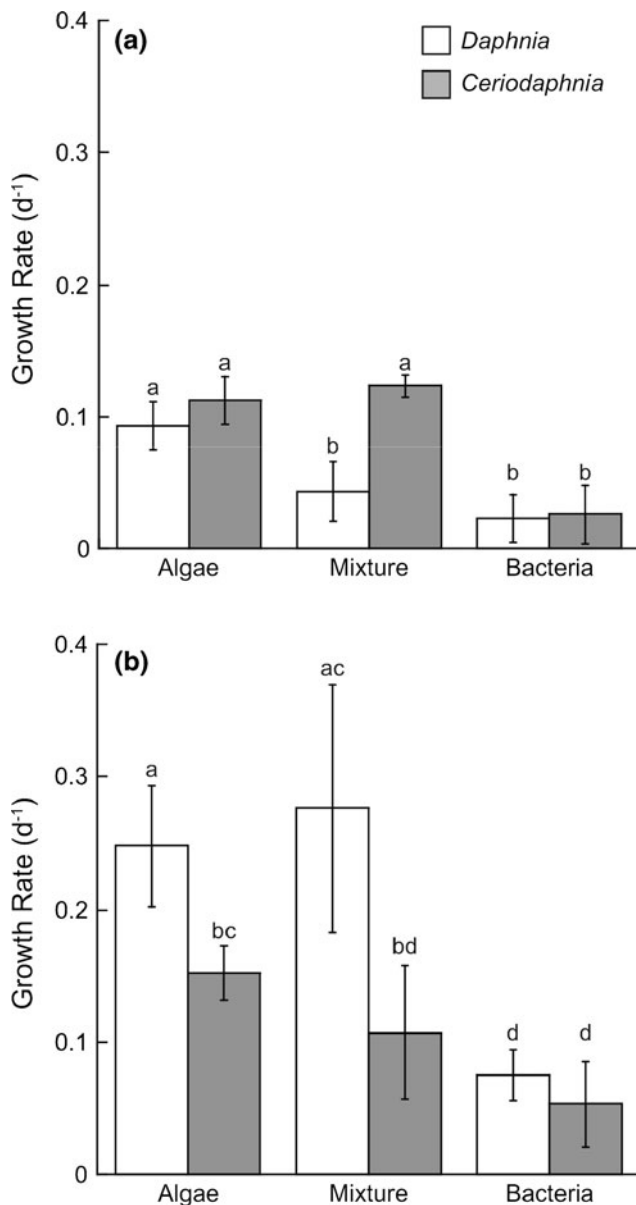 0.4
(a)
Daphnia
Ceriodaphnia
0.3
Growth Rate (d-1)
0.2
a
a
a
0.1
b
b
b
0
Algae
Mixture
Bacteria
0.4
(b)
ac
0.3
a
Growth Rate (d-1)
0.2
bc
bd
0.1
d
d
0
Algae
Mixture
Bacteria